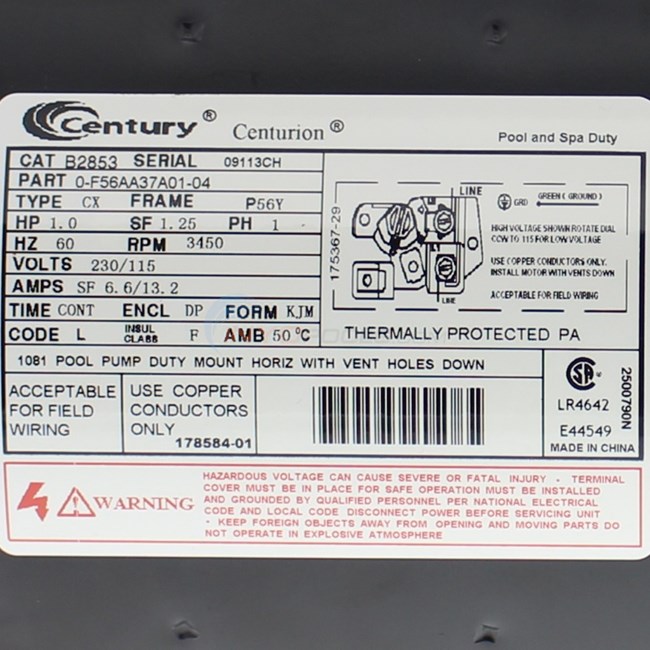 Century® Centurion®
Pool and Spa Duty
CAT B2853 SERIAL 09113CH
PART 0-F56AA37A01-04
TYPE CX FRAME P56Y
HP 1.0 SF 1.25 PH 1
HZ 60 RPM 3450
VOLTS 230/115
AMPS SF 6.6/13.2
TIME CONT ENCL DP FORM KJM
CODE L INSUL CLASS F AMB 50°C
175367-29
LINE
L1
LINE
GRD GREEN (GROUND)
HIGH VOLTAGE SHOWN ROTATE DIAL
CCW TO 115 FOR LOW VOLTAGE
USE COPPER CONDUCTORS ONLY.
INSTALL MOTOR WITH VENTS DOWN
ACCEPTABLE FOR FIELD WIRING
THERMALLY PROTECTED PA
1081 POOL PUMP DUTY MOUNT HORIZ WITH VENT HOLES DOWN
ACCEPTABLE
FOR FIELD
WIRING
USE COPPER
CONDUCTORS
ONLY 178584-01
LR4642
E44549
MADE IN CHINA
2500790N
WARNING
HAZARDOUS VOLTAGE CAN CAUSE SEVERE OR FATAL INJURY - TERMINAL
COVER MUST BE IN PLACE FOR SAFE OPERATION MUST BE INSTALLED
AND GROUNDED BY QUALIFIED PERSONNEL PER NATIONAL ELECTRICAL
CODE AND LOCAL CODE DISCONNECT POWER BEFORE SERVICING UNIT
- KEEP FOREIGN OBJECTS AWAY FROM OPENING AND MOVING PARTS DO
NOT OPERATE IN EXPLOSIVE ATMOSPHERE